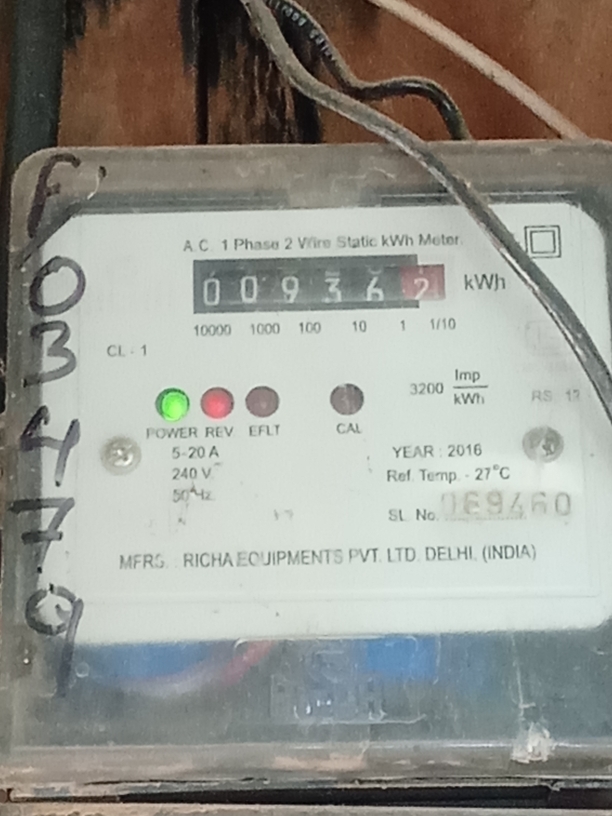 F/03479
A.C. 1 Phase 2 Wire Static kWh Meter
009362 kWh
10000 1000 100 10 1 1/10
CL : 1
3200 Imp/kWh
POWER REV EFLT CAL
5-20 A
240 V~
50 Hz.
YEAR : 2016
Ref. Temp. - 27°C
SL. No. 069460
MFRS. : RICHA EQUIPMENTS PVT. LTD. DELHI. (INDIA)